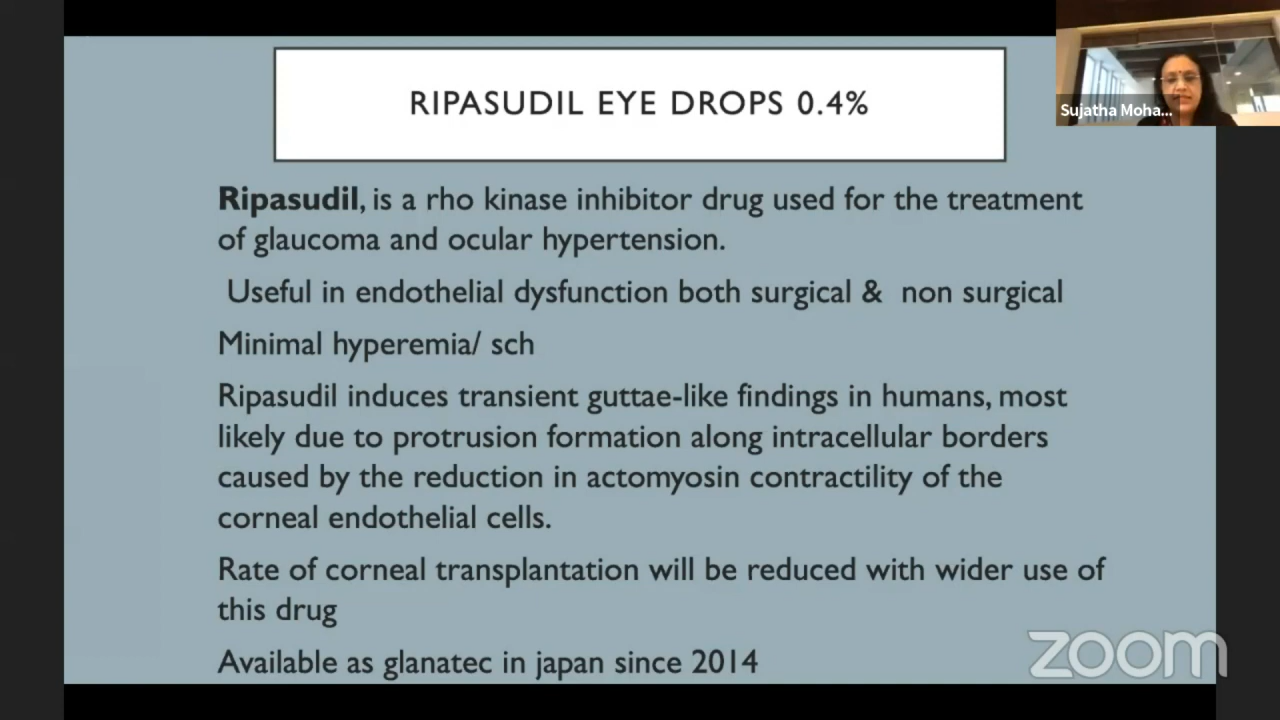 RIPASUDIL EYE DROPS 0.4%
Sujatha Moha...
Ripasudil, is a rho kinase inhibitor drug used for the treatment
of glaucoma and ocular hypertension.
Useful in endothelial dysfunction both surgical & non surgical
Minimal hyperemia/ sch
Ripasudil induces transient guttae-like findings in humans, most
likely due to protrusion formation along intracellular borders
caused by the reduction in actomyosin contractility of the
corneal endothelial cells.
Rate of corneal transplantation will be reduced with wider use of
this drug
Available as glanatec in japan since 2014
zoom